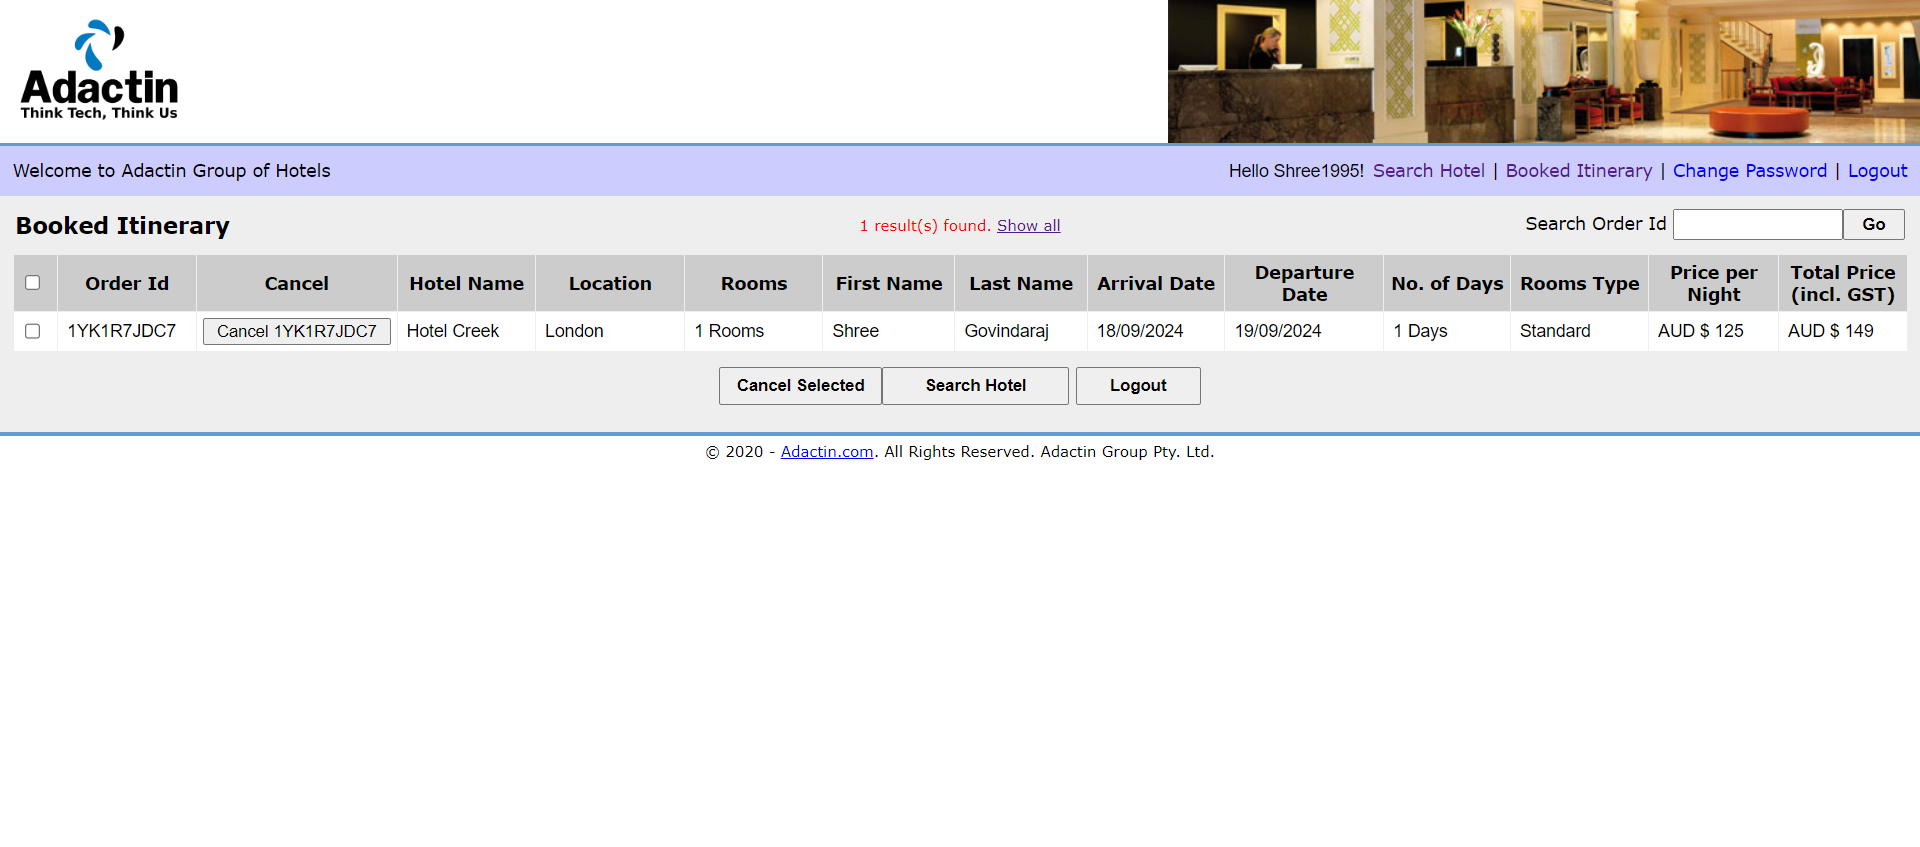 Adactin
Think Tech, Think Us
Welcome to Adactin Group of Hotels
Hello Shree1995! Search Hotel | Booked Itinerary | Change Password | Logout
Booked Itinerary
1 result(s) found. Show all
Search Order Id Go
Order Id Cancel Hotel Name Location Rooms First Name Last Name Arrival Date Departure Date No. of Days Rooms Type Price per Night Total Price (incl. GST)
1YK1R7JDC7 Cancel 1YK1R7JDC7 Hotel Creek London 1 Rooms Shree Govindaraj 18/09/2024 19/09/2024 1 Days Standard AUD $ 125 AUD $ 149
Cancel Selected Search Hotel Logout
© 2020 - Adactin.com. All Rights Reserved. Adactin Group Pty. Ltd.